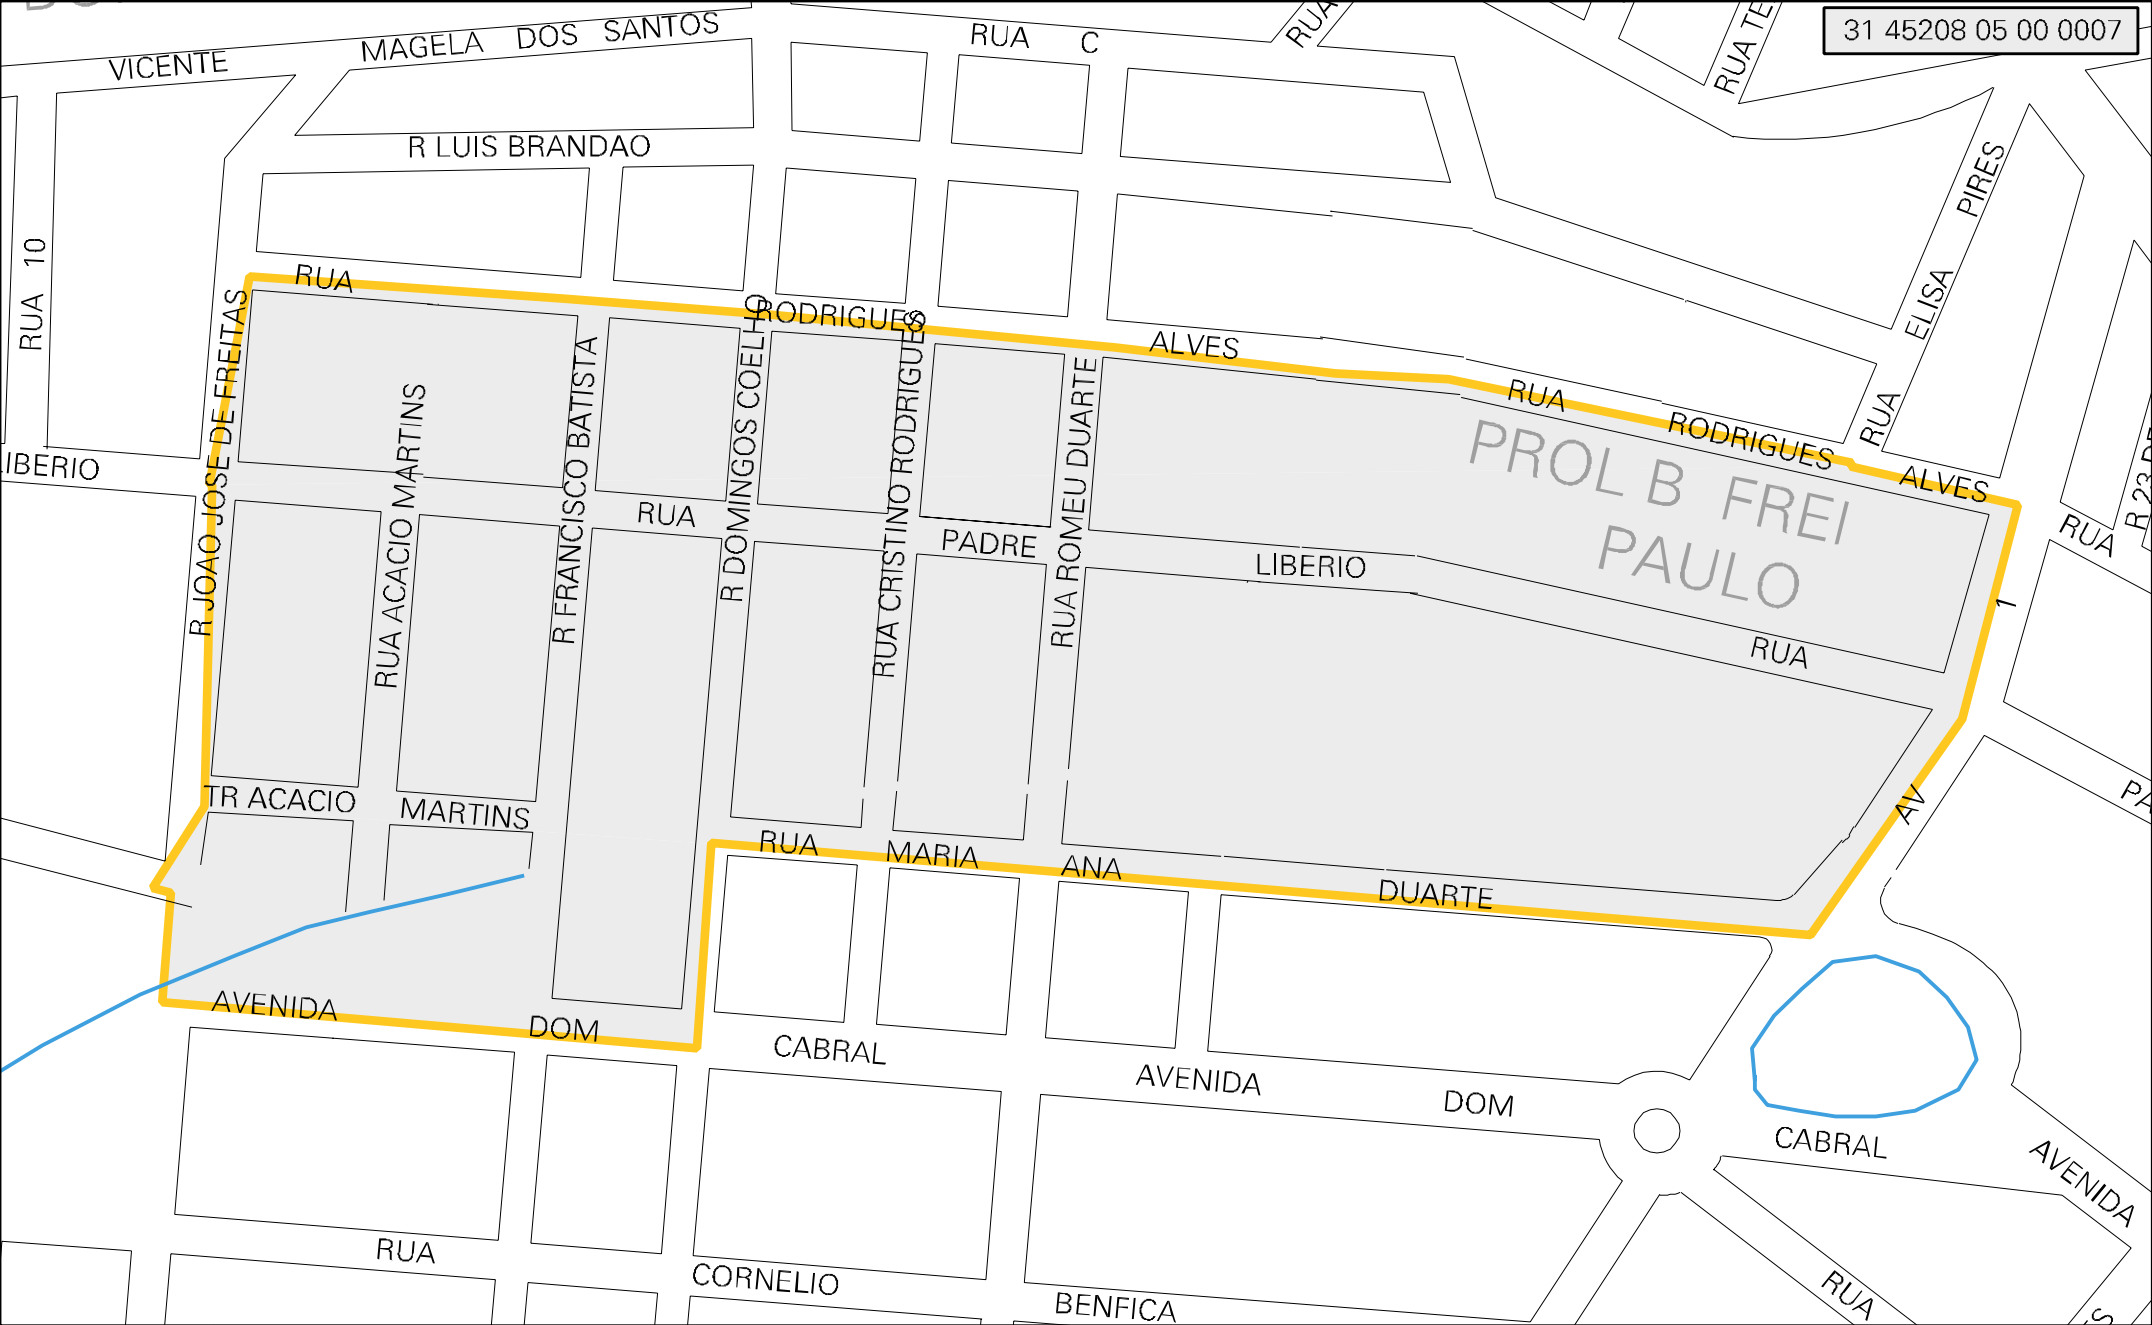 31 45208 05 00 0007
VICENTE MAGELA DOS SANTOS
RUA C
RUA
R LUIS BRANDAO
RUA 10
RUA ELISA PIRES
RUA RODRIGUES ALVES
RUA RODRIGUES ALVES
R JOAO JOSE DE FREITAS
RUA ACACIO MARTINS
R FRANCISCO BATISTA
R DOMINGOS COELHO
RUA CRISTINO RODRIGUES
RUA ROMEU DUARTE
PROL B FREI
PAULO
LIBERIO
RUA PADRE LIBERIO
RUA
RUA
AV 1
TR ACACIO MARTINS
RUA MARIA ANA DUARTE
AVENIDA DOM CABRAL
AVENIDA DOM CABRAL
AVENIDA
RUA CORNELIO BENFICA
RUA